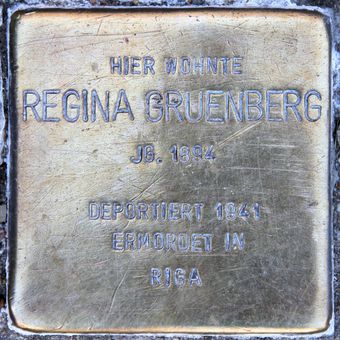 HIER WOHNTE
REGINA GRUENBERG
JG. 1894
DEPORTIERT 1941
ERMORDET IN
RIGA